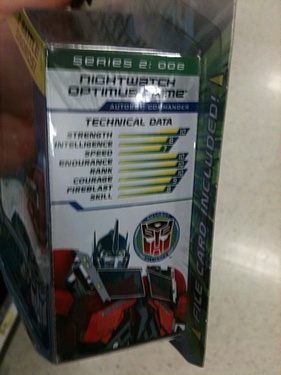 SERIES 2: 008
NIGHTWATCH
OPTIMUS PRIME
AUTOBOT COMMANDER
TECHNICAL DATA
STRENGTH
INTELLIGENCE
SPEED
ENDURANCE
RANK
COURAGE
FIREBLAST
SKILL
FILE CARD INCLUDED!